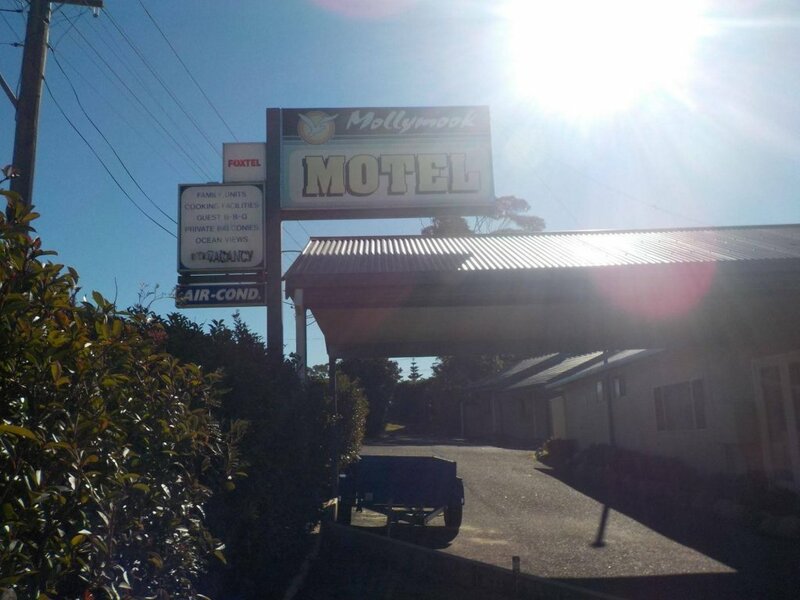 Mollymook
MOTEL
FOXTEL
FAMILY UNITS
COOKING FACILITIES
GUEST B-B-Q
PRIVATE BALCONIES
OCEAN VIEWS
VACANCY
AIR-COND.